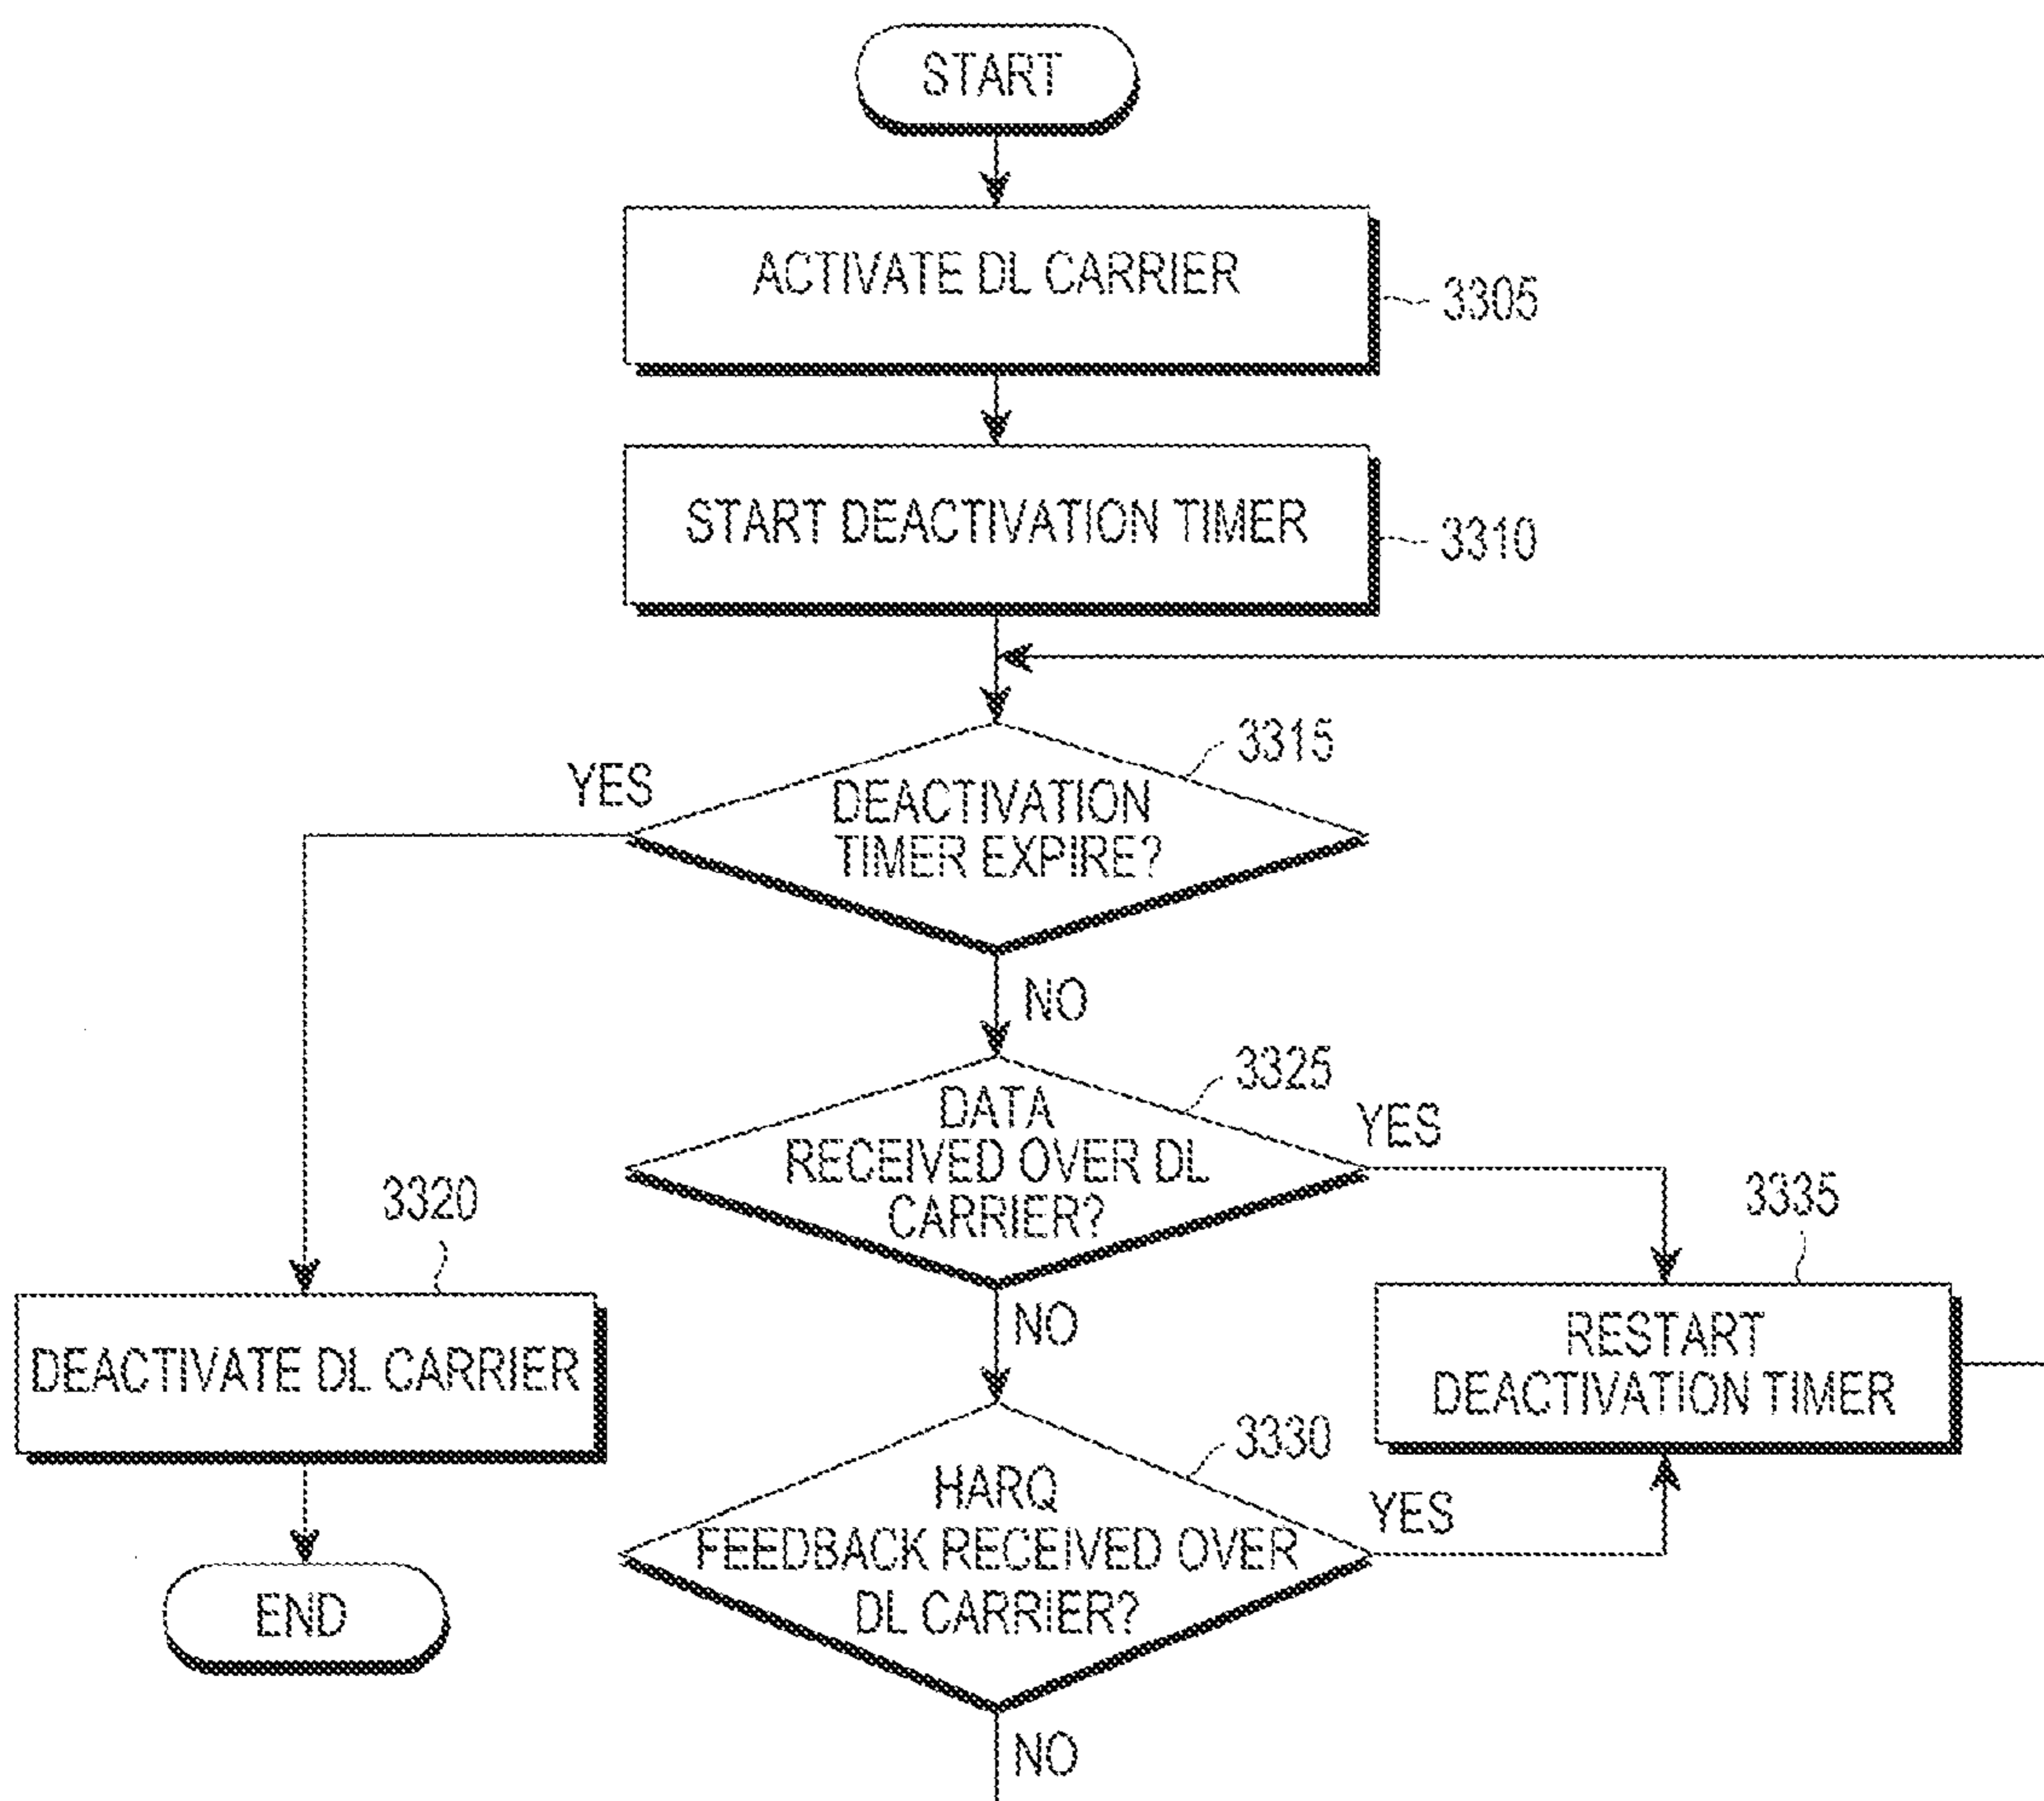 START
ACTIVATE DL CARRIER
3305
START DEACTIVATION TIMER
3310
3315
YES
DEACTIVATION
TIMER EXPIRE?
NO
3325
DATA
RECEIVED OVER DL
CARRIER?
YES
3320
3335
DEACTIVATE DL CARRIER
NO
RESTART
DEACTIVATION TIMER
3330
HARQ
FEEDBACK RECEIVED OVER
DL CARRIER?
YES
END
NO